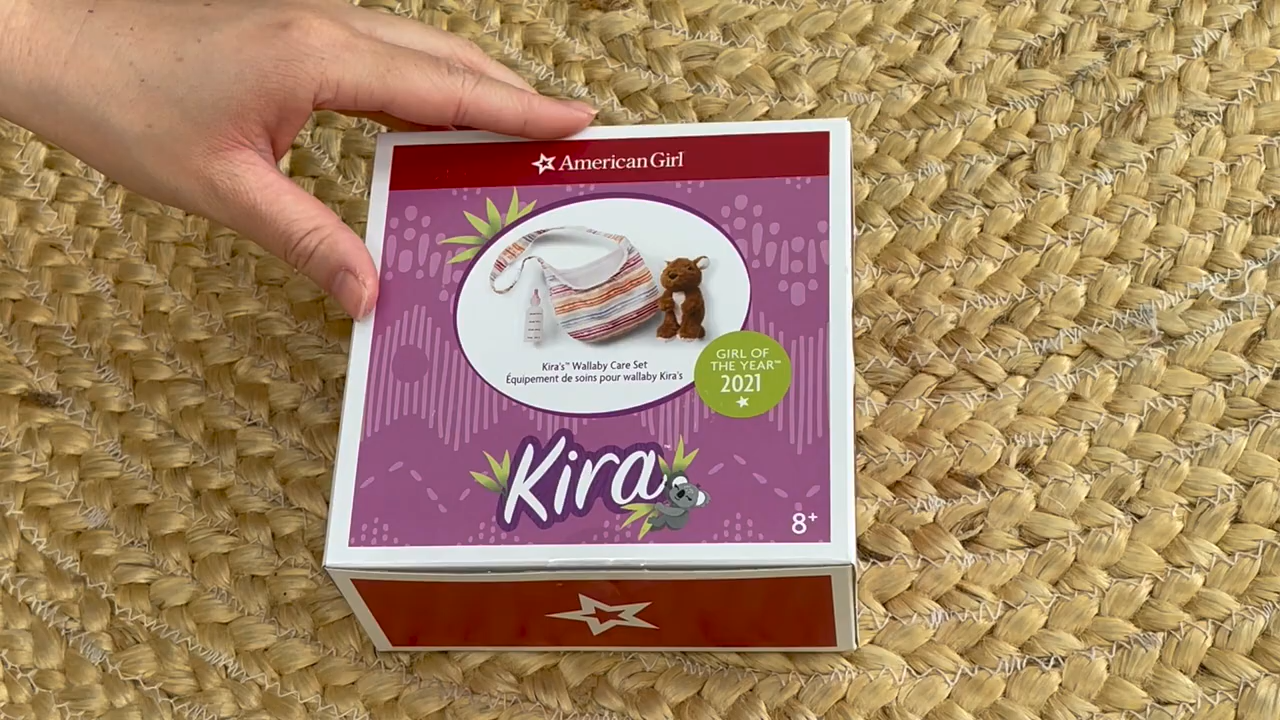 American Girl
Kira's™ Wallaby Care Set
Équipement de soins pour wallaby Kira's
GIRL OF
THE YEAR™
2021
Kira™
8+